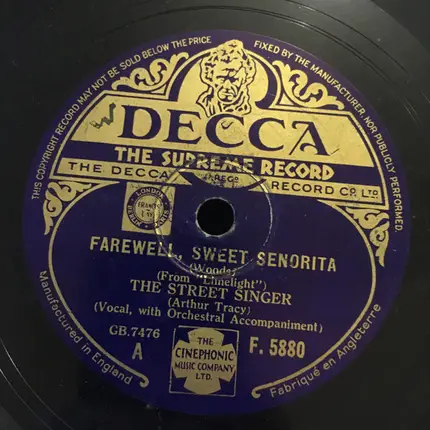 THIS COPYRIGHT RECORD MAY NOT BE SOLD BELOW THE PRICE
FIXED BY THE MANUFACTURER, NOR PUBLICLY PERFORMED.
DECCA
THE SUPREME RECORD
THE DECCA
RECORD CO. LTD.
FAREWELL, SWEET SENORITA
(Woods)
(From "Limelight")
THE STREET SINGER
(Arthur Tracy)
(Vocal, with Orchestral Accompaniment)
GB.7476
A
THE
CINEPHONIC
MUSIC COMPANY
LTD.
F. 5880
Manufactured in England
Fabriqué en Angleterre